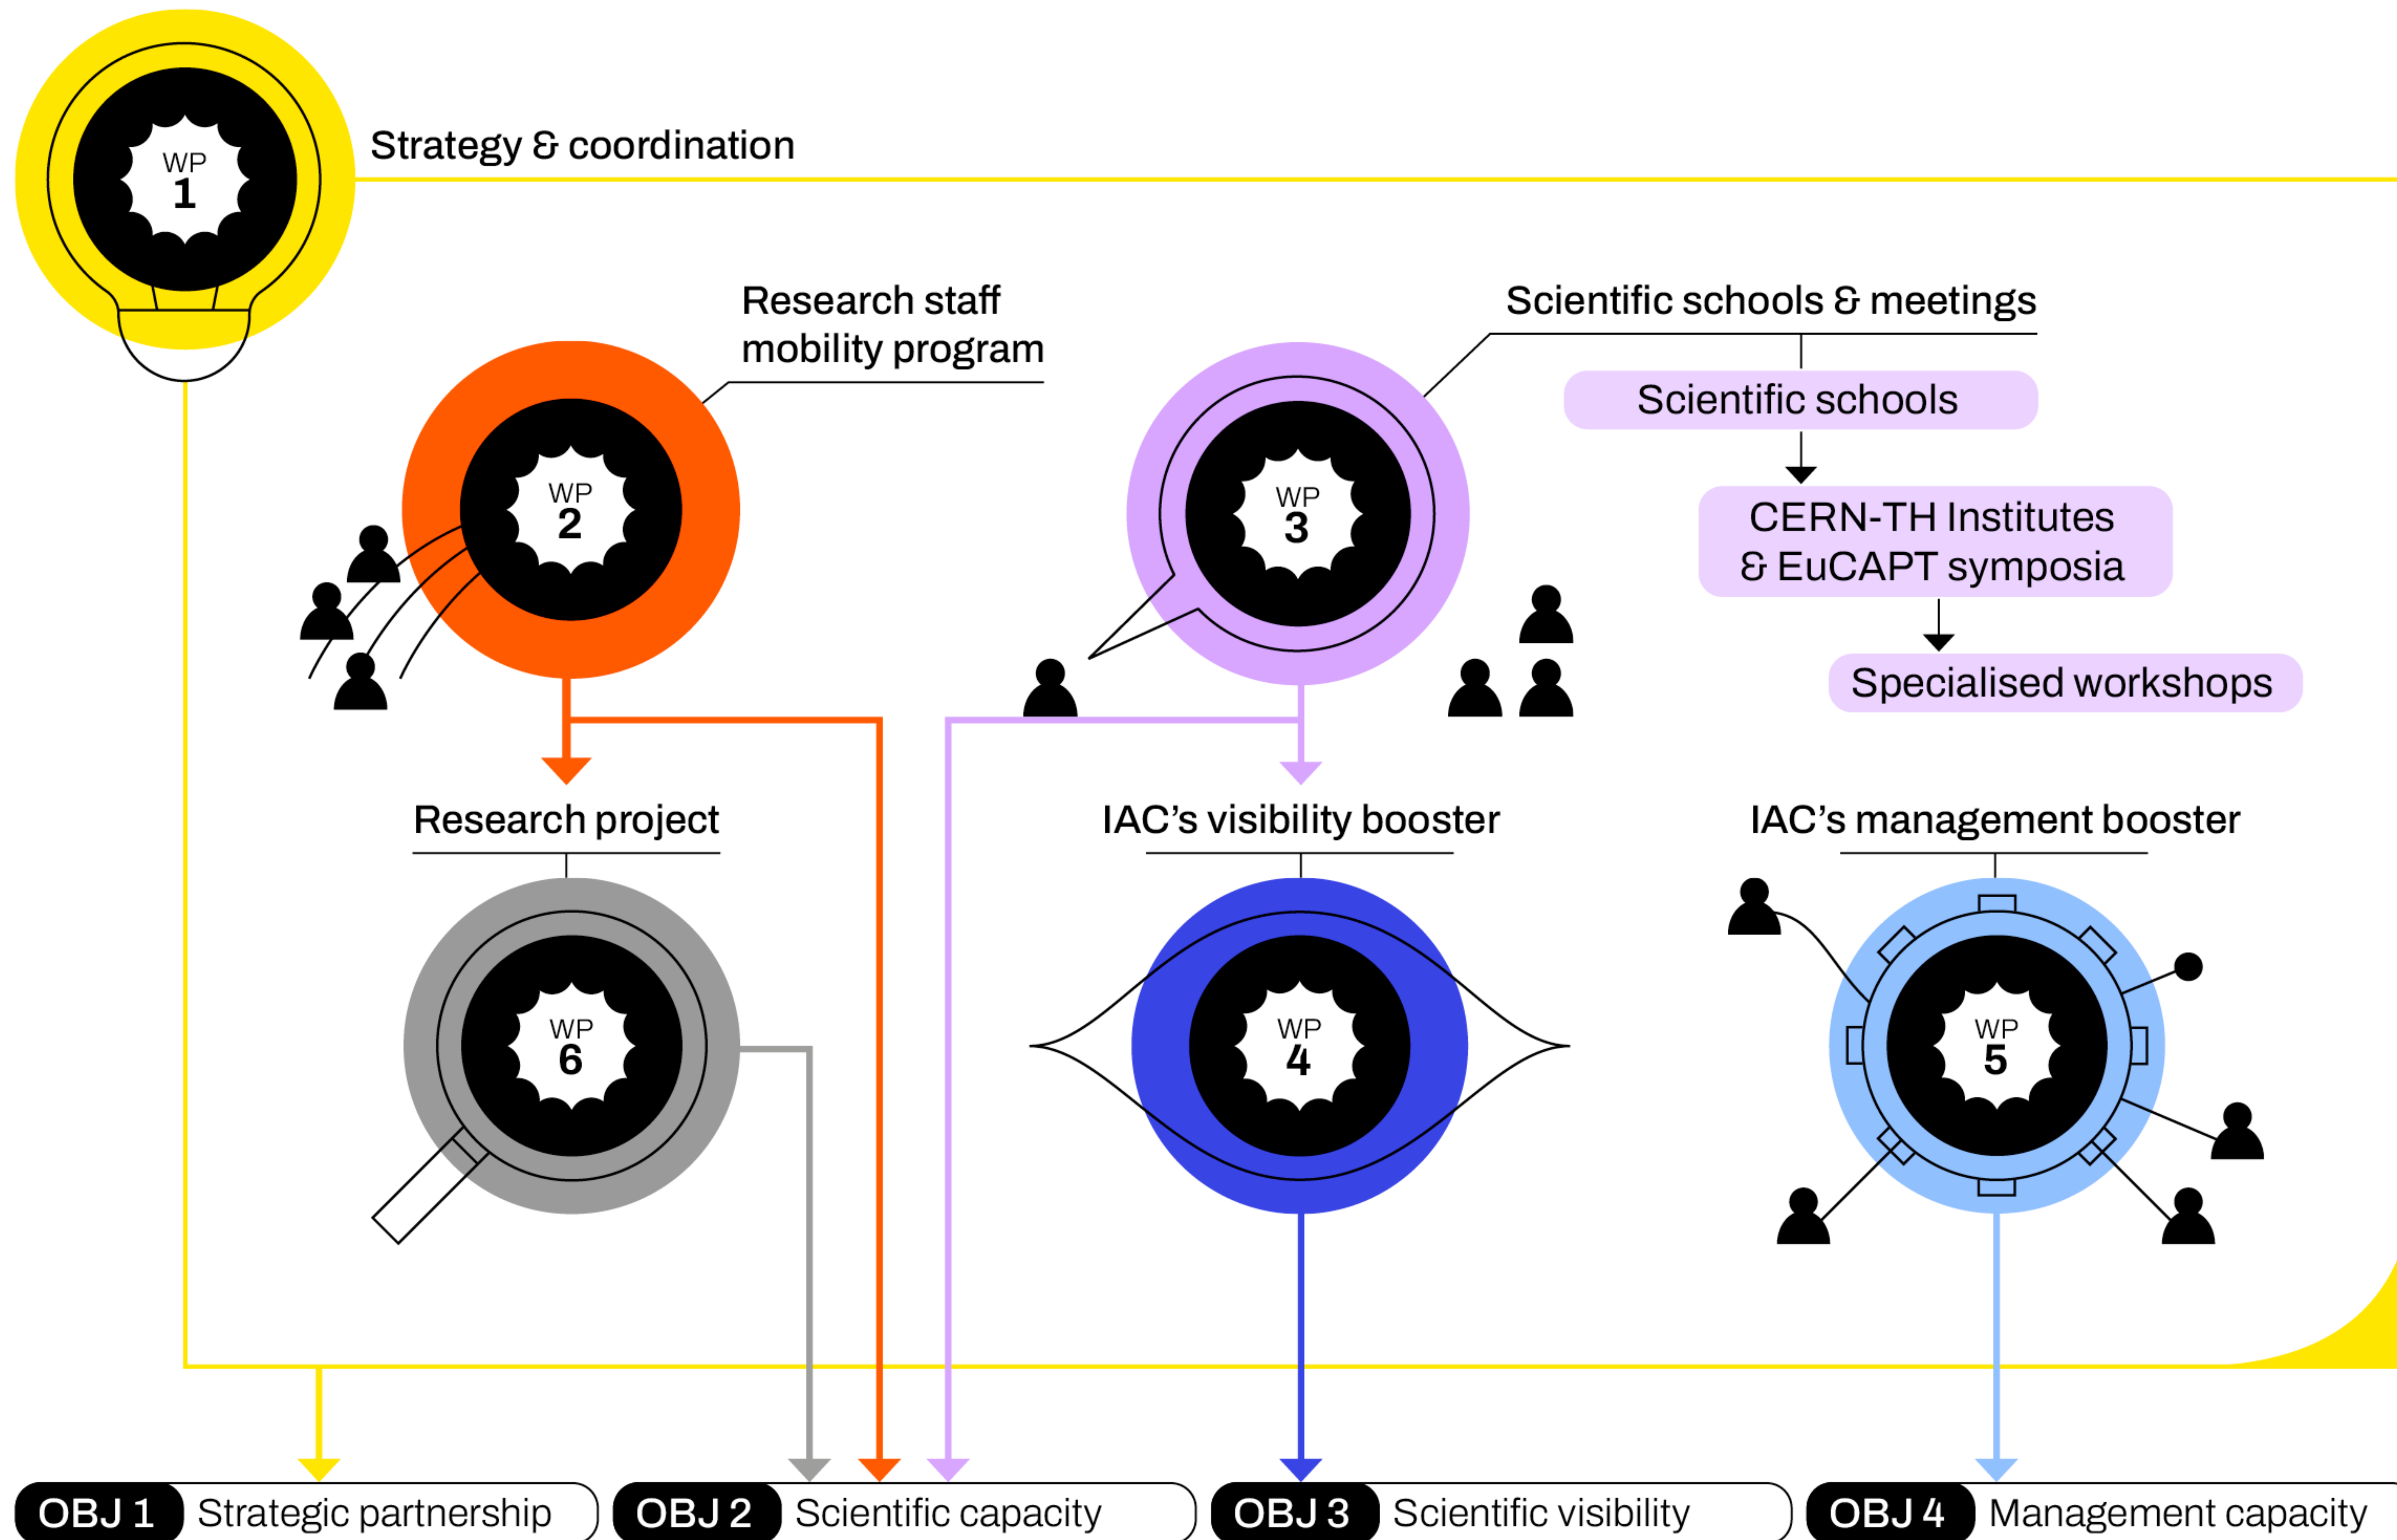 WP
1
Strategy & coordination
Research staff
mobility program
WP
2
Scientific schools & meetings
WP
3
Scientific schools
CERN-TH Institutes
& EuCAPT symposia
Specialised workshops
Research project
WP
6
IAC’s visibility booster
WP
4
IAC’s management booster
WP
5
OBJ 1 Strategic partnership
OBJ 2 Scientific capacity
OBJ 3 Scientific visibility
OBJ 4 Management capacity